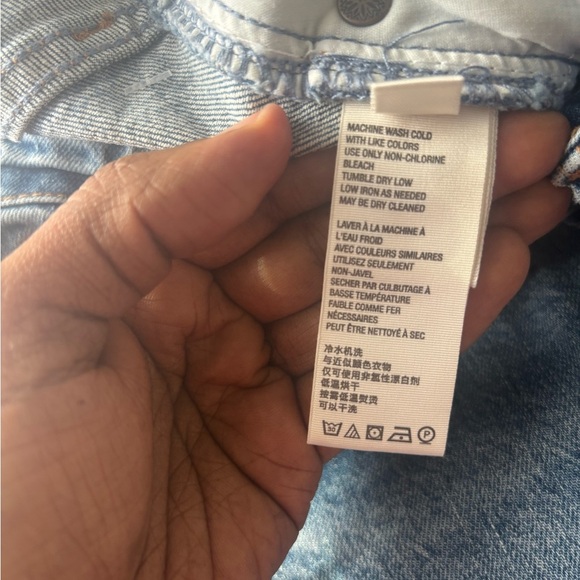 MACHINE WASH COLD
WITH LIKE COLORS
USE ONLY NON-CHLORINE
BLEACH
TUMBLE DRY LOW
LOW IRON AS NEEDED
MAY BE DRY CLEANED
LAVER À LA MACHINE À
L'EAU FROID
AVEC COULEURS SIMILAIRES
UTILISEZ SEULEMENT
NON-JAVEL
SECHER PAR CULBUTAGE À
BASSE TEMPÉRATURE
FAIBLE COMME FER
NÉCESSAIRES
PEUT ÊTRE NETTOYÉ À SEC
冷水机洗
与近似颜色衣物
仅可使用非氯性漂白剂
低温烘干
按需低温熨烫
可以干洗
30 P